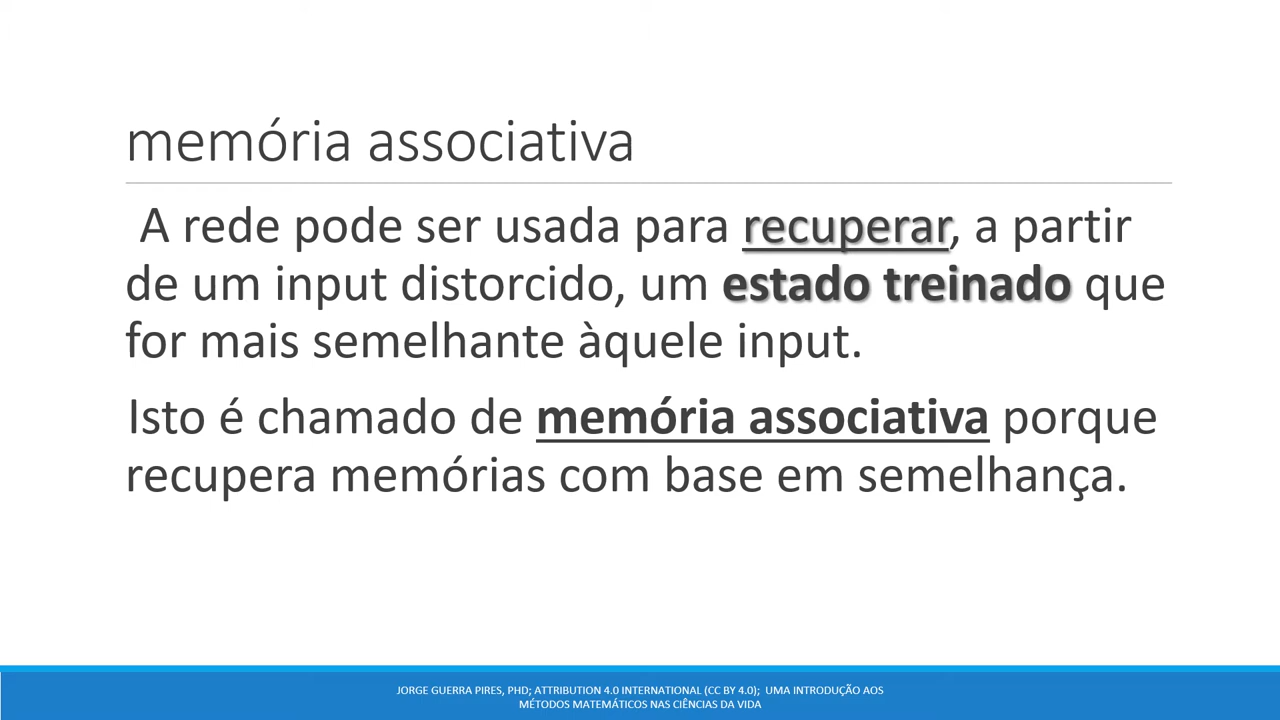 memória associativa
A rede pode ser usada para recuperar, a partir
de um input distorcido, um estado treinado que
for mais semelhante àquele input.
Isto é chamado de memória associativa porque
recupera memórias com base em semelhança.
JORGE GUERRA PIRES, PHD; ATTRIBUTION 4.0 INTERNATIONAL (CC BY 4.0); UMA INTRODUÇÃO AOS
MÉTODOS MATEMÁTICOS NAS CIÊNCIAS DA VIDA